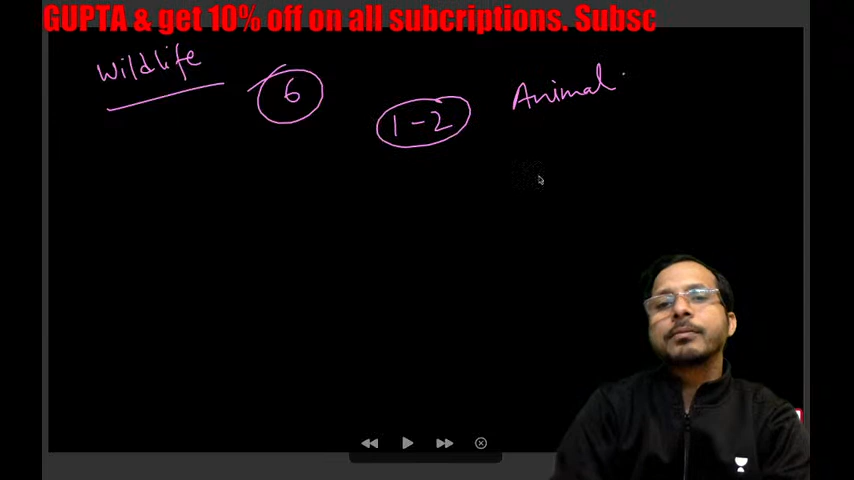 GUPTA & get 10% off on all subcriptions. Subsc
Wildlife
6
1-2
Animal.